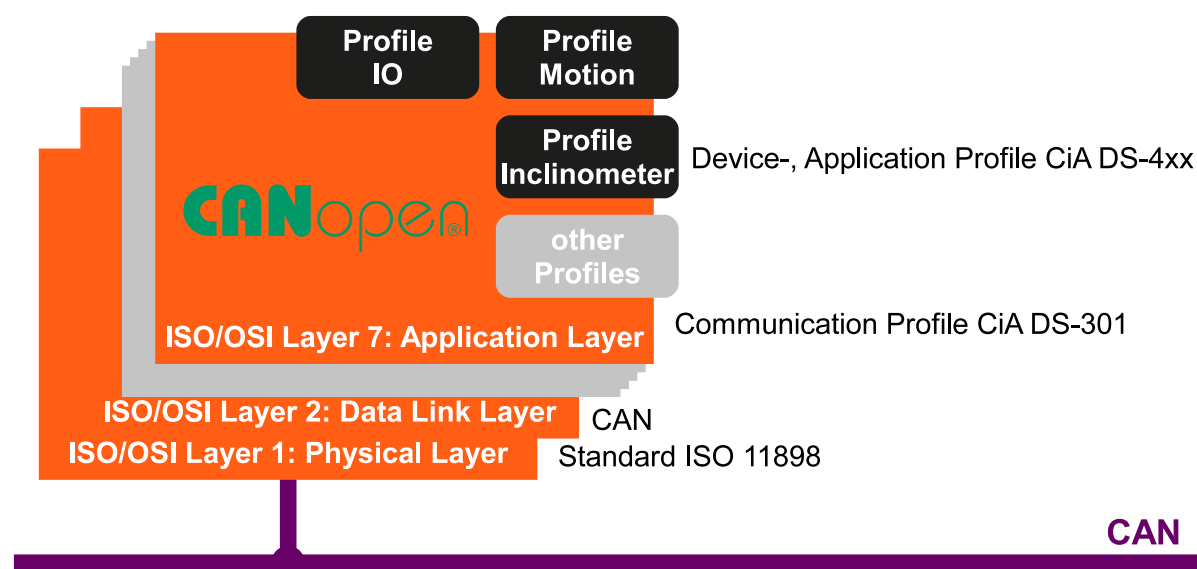 Profile
IO
Profile
Motion
Profile
Inclinometer
Device-, Application Profile CiA DS-4xx
CANopen®
other
Profiles
ISO/OSI Layer 7: Application Layer
Communication Profile CiA DS-301
ISO/OSI Layer 2: Data Link Layer
CAN
ISO/OSI Layer 1: Physical Layer
Standard ISO 11898
CAN